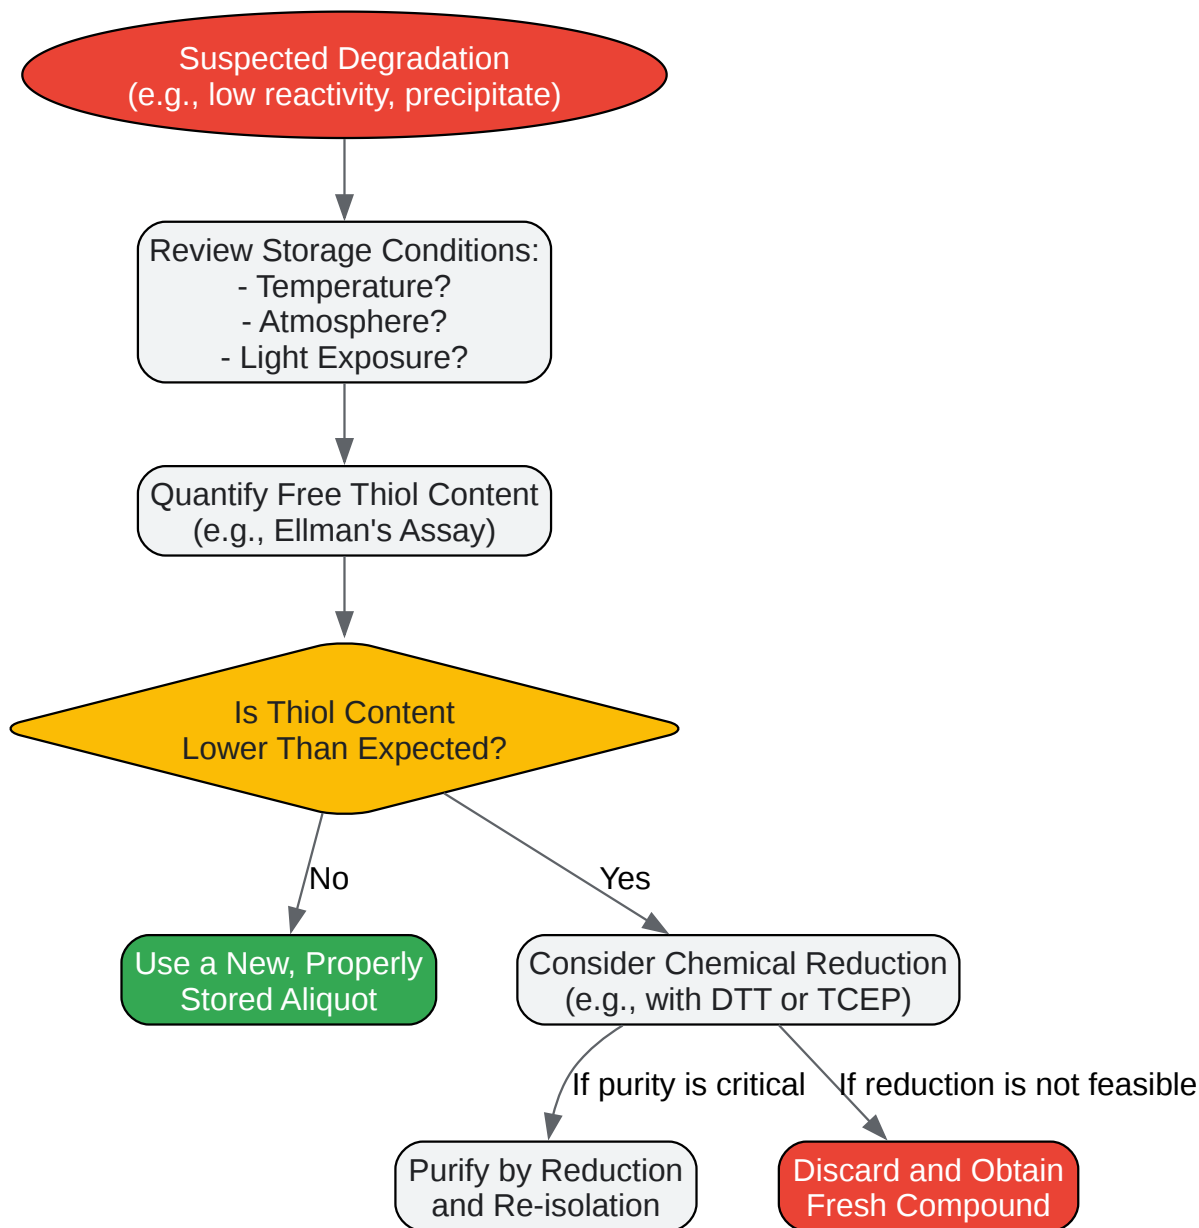 Suspected Degradation
(e.g., low reactivity, precipitate)
Review Storage Conditions:
- Temperature?
- Atmosphere?
- Light Exposure?
Quantify Free Thiol Content
(e.g., Ellman's Assay)
Is Thiol Content
Lower Than Expected?
No
Yes
Use a New, Properly
Stored Aliquot
Consider Chemical Reduction
(e.g., with DTT or TCEP)
If purity is critical
If reduction is not feasible
Purify by Reduction
and Re-isolation
Discard and Obtain
Fresh Compound